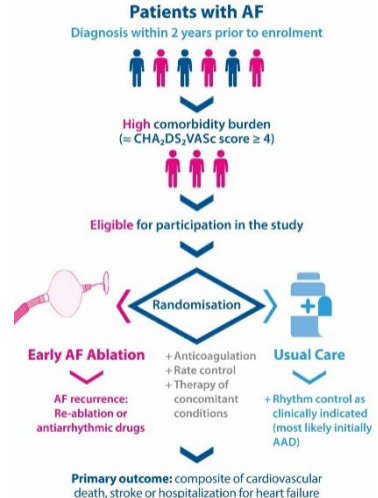 Patients with AF
Diagnosis within 2 years prior to enrolment
High comorbidity burden
(≈ CHA₂DS₂VASc score ≥ 4)
Eligible for participation in the study
Randomisation
Early AF Ablation
AF recurrence:
Re-ablation or
antiarrhythmic drugs
+ Anticoagulation
+ Rate control
+ Therapy of
concomitant
conditions
Usual Care
+ Rhythm control as
clinically indicated
(most likely initially
AAD)
Primary outcome: composite of cardiovascular
death, stroke or hospitalization for heart failure